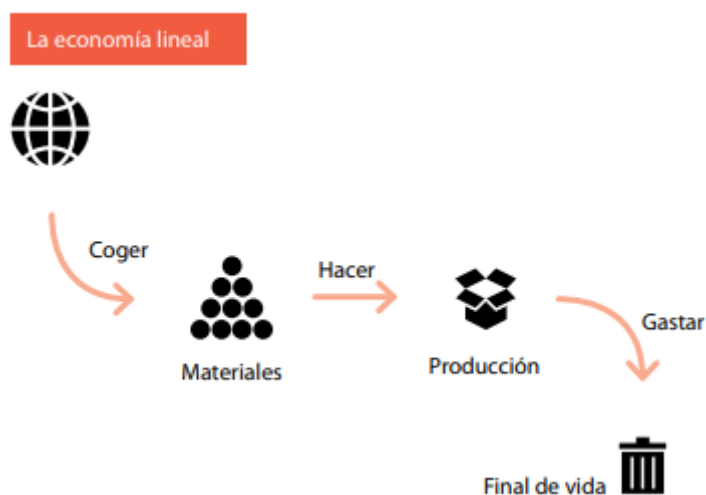 La economía lineal
Coger
Hacer
Gastar
Materiales
Producción
Final de vida